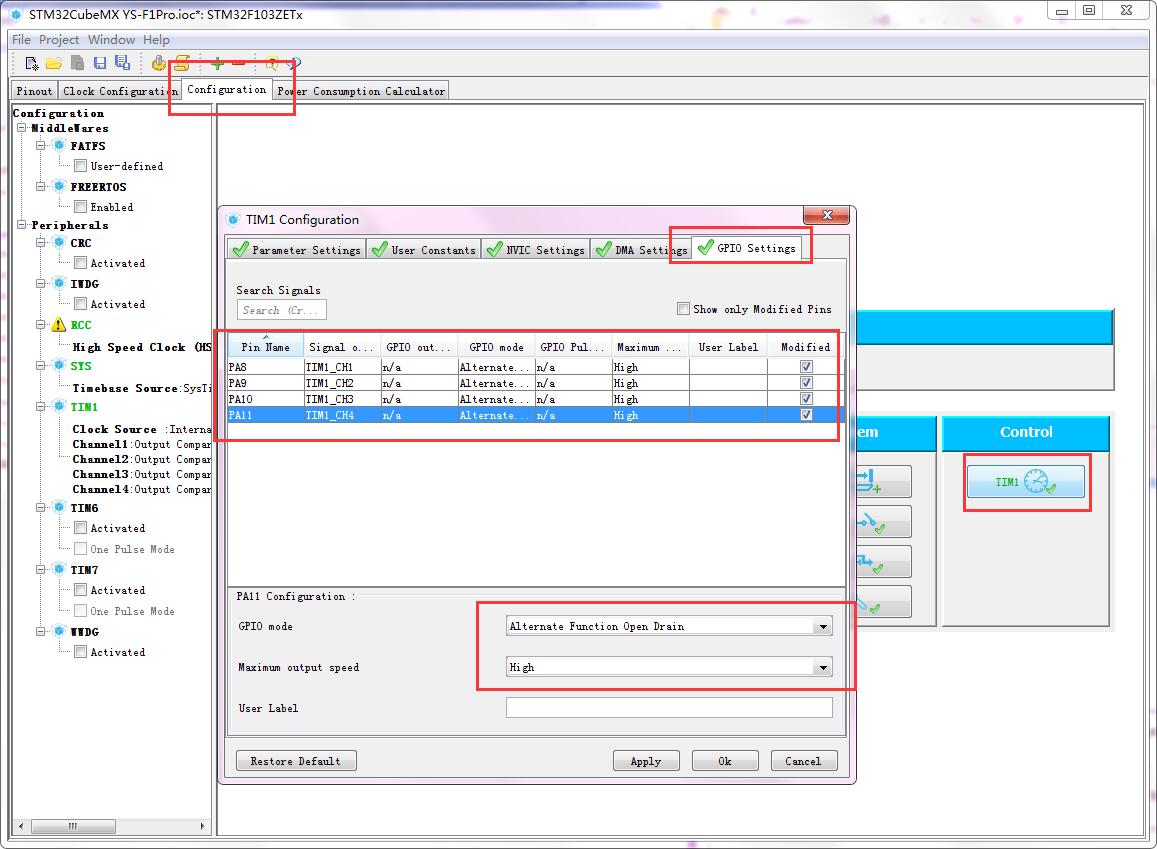 STM32CubeMX YS-F1Pro.ioc*: STM32F103ZETx
File Project Window Help
Pinout Clock Configuration Configuration Power Consumption Calculator
Configuration
MiddleWares
FATFS
User-defined
FREERTOS
Enabled
Peripherals
CRC
Activated
IWDG
Activated
RCC
High Speed Clock (HS
SYS
Timebase Source:SysTi
TIM1
Clock Source :Interna
Channel1:Output Compar
Channel2:Output Compar
Channel3:Output Compar
Channel4:Output Compar
TIM6
Activated
One Pulse Mode
TIM7
Activated
One Pulse Mode
WWDG
Activated
TIM1 Configuration
Parameter Settings User Constants NVIC Settings DMA Settings GPIO Settings
Search Signals
Search (Cr...
Show only Modified Pins
Pin Name Signal o... GPIO out... GPIO mode GPIO Pul... Maximum ... User Label Modified
PA8 TIM1_CH1 n/a Alternate... n/a High
PA9 TIM1_CH2 n/a Alternate... n/a High
PA10 TIM1_CH3 n/a Alternate... n/a High
PA11 TIM1_CH4 n/a Alternate... n/a High
PA11 Configuration :
GPIO mode Alternate Function Open Drain
Maximum output speed High
User Label
Restore Default Apply Ok Cancel
em
Control
TIM1